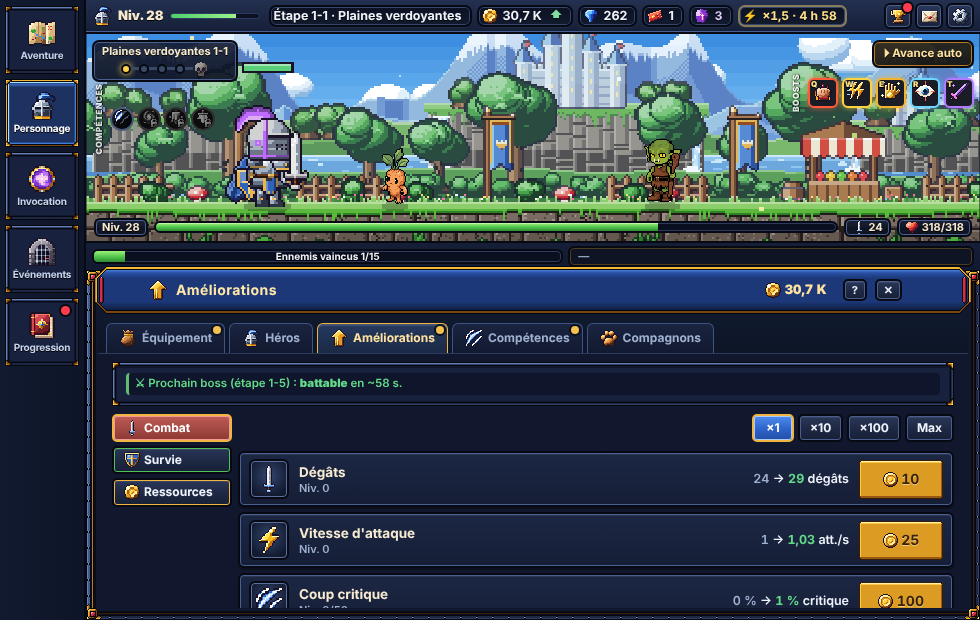 Niv. 28
Étape 1-1 · Plaines verdoyantes
30,7 K
262
1
3
×1,5 · 4 h 58
Aventure
Personnage
Invocation
Événements
Progression
Plaines verdoyantes 1-1
Avance auto
COMPÉTENCES
BOOSTS
Niv. 28
24
318/318
Ennemis vaincus 1/15
—
Améliorations
30,7 K
?
×
Équipement
Héros
Améliorations
Compétences
Compagnons
Prochain boss (étape 1-5) : battable en ~58 s.
Combat
Survie
Ressources
×1
×10
×100
Max
Dégâts
Niv. 0
24 → 29 dégâts
10
Vitesse d'attaque
Niv. 0
1 → 1,03 att./s
25
Coup critique
0 % → 1 % critique
100